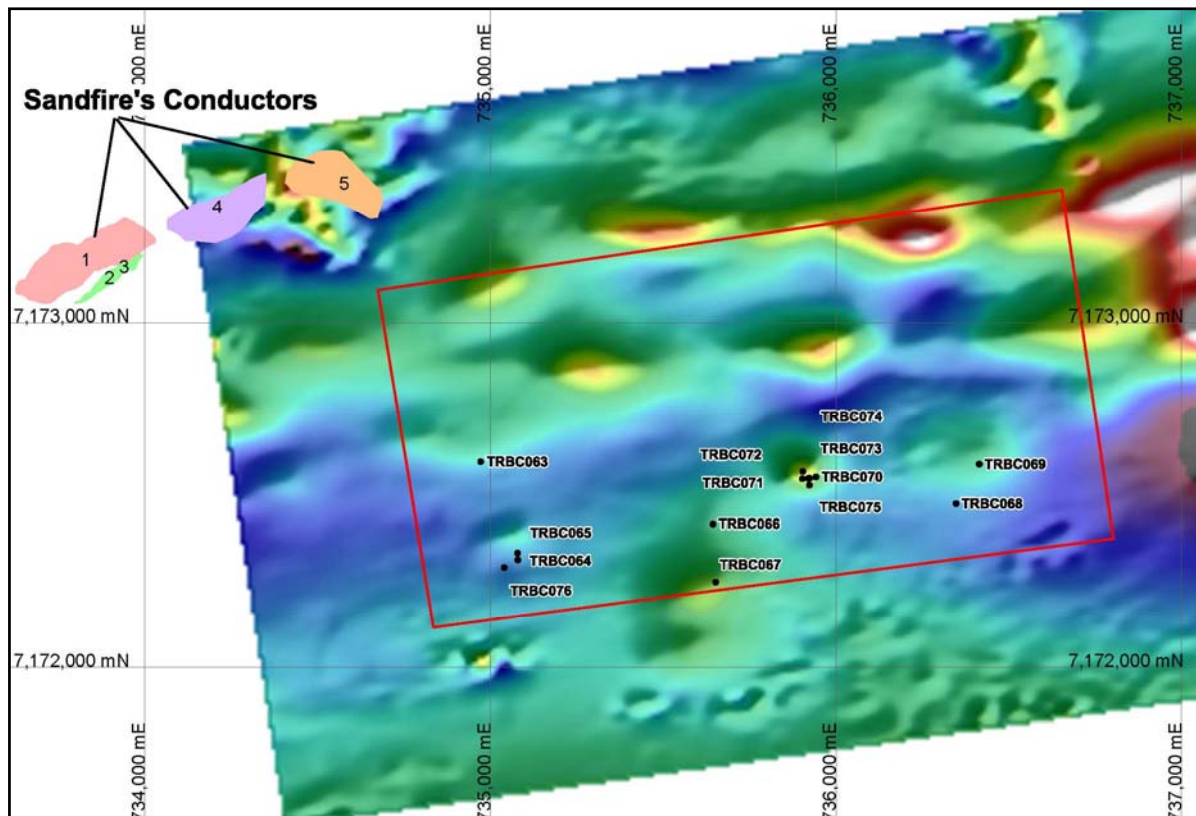 734,000 mE
735,000 mE
736,000 mE
737,000 mE
Sandfire's Conductors
5
4
1
3
2
7,173,000 mN
7,173,000 mN
TRBC074
TRBC073
TRBC072
TRBC063
TRBC069
TRBC070
TRBC071
TRBC068
TRBC075
TRBC066
TRBC065
TRBC064
TRBC067
TRBC076
7,172,000 mN
7,172,000 mN
734,000 mE
735,000 mE
736,000 mE
737,000 mE